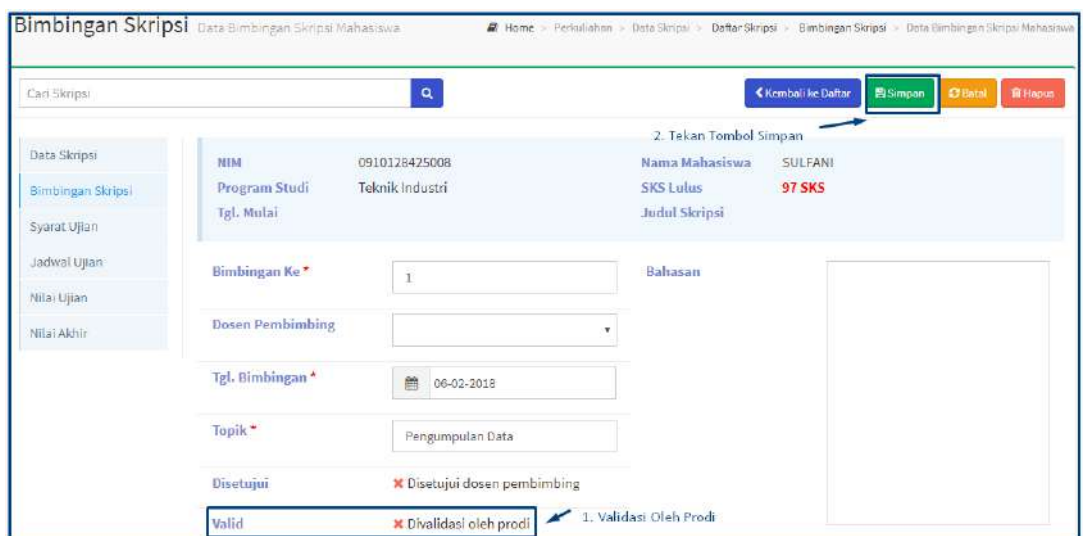 Bimbingan Skripsi Data Bimbingan Skripsi Mahasiswa
Home > Perkuliahan > Data Skripsi > Daftar Skripsi > Bimbingan Skripsi > Data Bimbingan Skripsi Mahasiswa
Cari Skripsi
Kembali ke Daftar
Simpan
Batal
Hapus
2. Tekan Tombol Simpan
Data Skripsi
Bimbingan Skripsi
Syarat Ujian
Jadwal Ujian
Nilai Ujian
Nilai Akhir
NIM 0910128425008 Nama Mahasiswa SULFANI
Program Studi Teknik Industri SKS Lulus 97 SKS
Tgl. Mulai Judul Skripsi
Bimbingan Ke * 1 Bahasan
Dosen Pembimbing
Tgl. Bimbingan * 06-02-2018
Topik * Pengumpulan Data
Disetujui ✖ Disetujui dosen pembimbing
Valid ✖ Divalidasi oleh prodi
1. Validasi Oleh Prodi